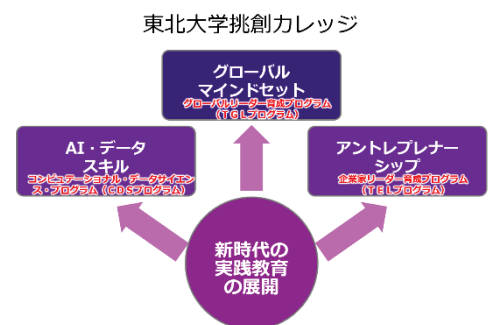 東北大学挑創カレッジ
グローバル
マインドセット
グローバルリーダー育成プログラム
（ＴＧＬプログラム）
AI・データ
スキル
コンピュテーショナル・データサイエン
ス・プログラム（ＣＤＳプログラム）
アントレプレナー
シップ
企業家リーダー育成プログラム
（ＴＥＬプログラム）
新時代の
実践教育
の展開